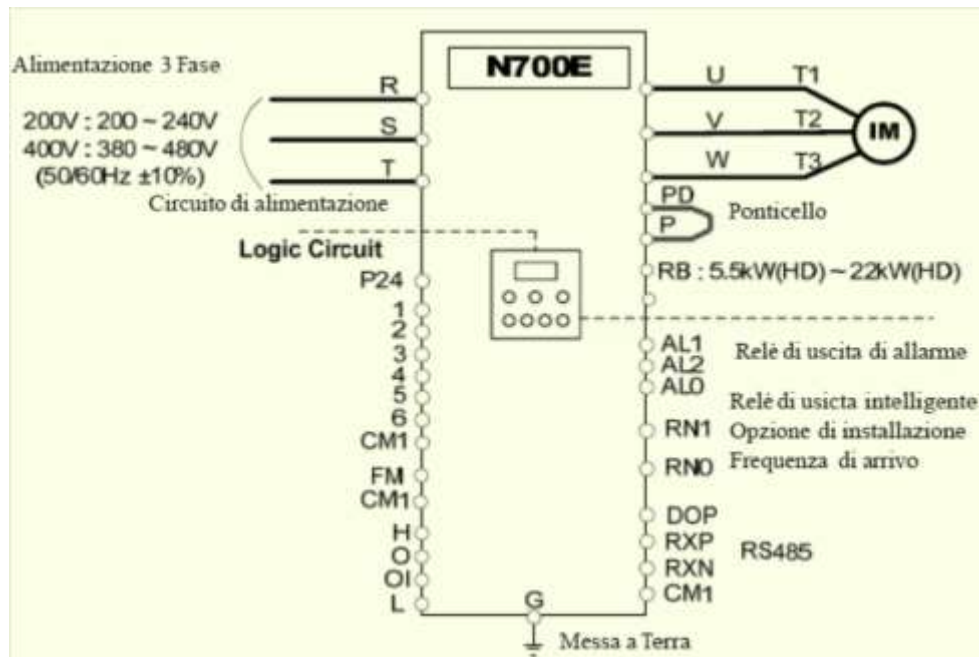 N700E
Alimentazione 3 Fase
200V : 200 ~ 240V
400V : 380 ~ 480V
(50/60Hz ±10%)
R
S
T
Circuito di alimentazione
Logic Circuit
P24
1
2
3
4
5
6
CM1
FM
CM1
H
O
OI
L
U T1
V T2
W T3
IM
PD
P
Ponticello
RB : 5.5kW(HD) ~ 22kW(HD)
AL1
AL2
AL0
Relè di uscita di allarme
RN1
RN0
Relè di usicta intelligente
Opzione di installazione
Frequenza di arrivo
DOP
RXP
RXN
CM1
RS485
G
Messa a Terra